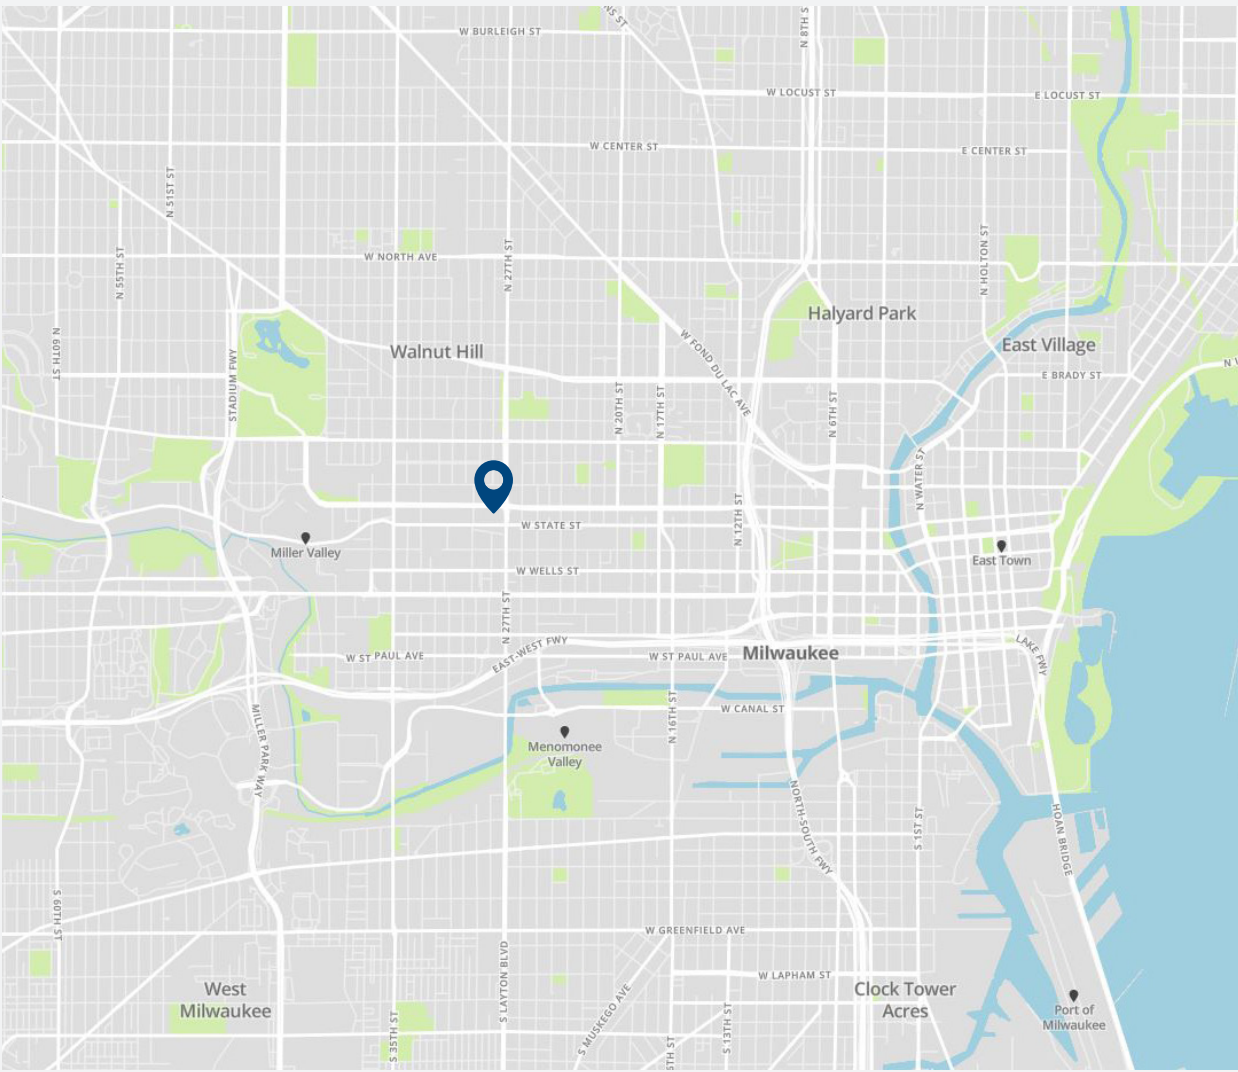 NS ST
W BURLEIGH ST
N 8TH S
W LOCUST ST
E LOCUST ST
W CENTER ST
E CENTER ST
N 51ST ST
N 55TH ST
W NORTH AVE
N 27TH ST
N HOLTON ST
Halyard Park
N 60TH ST
Walnut Hill
East Village
W FOND DU LAC AVE
E BRADY ST
STADIUM FWY
N 20TH ST
N 17TH ST
N 6TH ST
N WATER ST
N 12TH ST
W STATE ST
Miller Valley
East Town
W WELLS ST
N 27TH ST
EAST-WEST FWY
W ST PAUL AVE
W ST PAUL AVE
Milwaukee
LAKE FWY
N 16TH ST
W CANAL ST
MILLER PARK WAY
Menomonee
Valley
NORTH-SOUTH FWY
S 1ST ST
HOAN BRIDGE
S 60TH ST
W GREENFIELD AVE
S LAYTON BLVD
W LAPHAM ST
West
Milwaukee
Clock Tower
Acres
S MUSKEGO AVE
S 35TH ST
S 13TH ST
5TH ST
Port of
Milwaukee